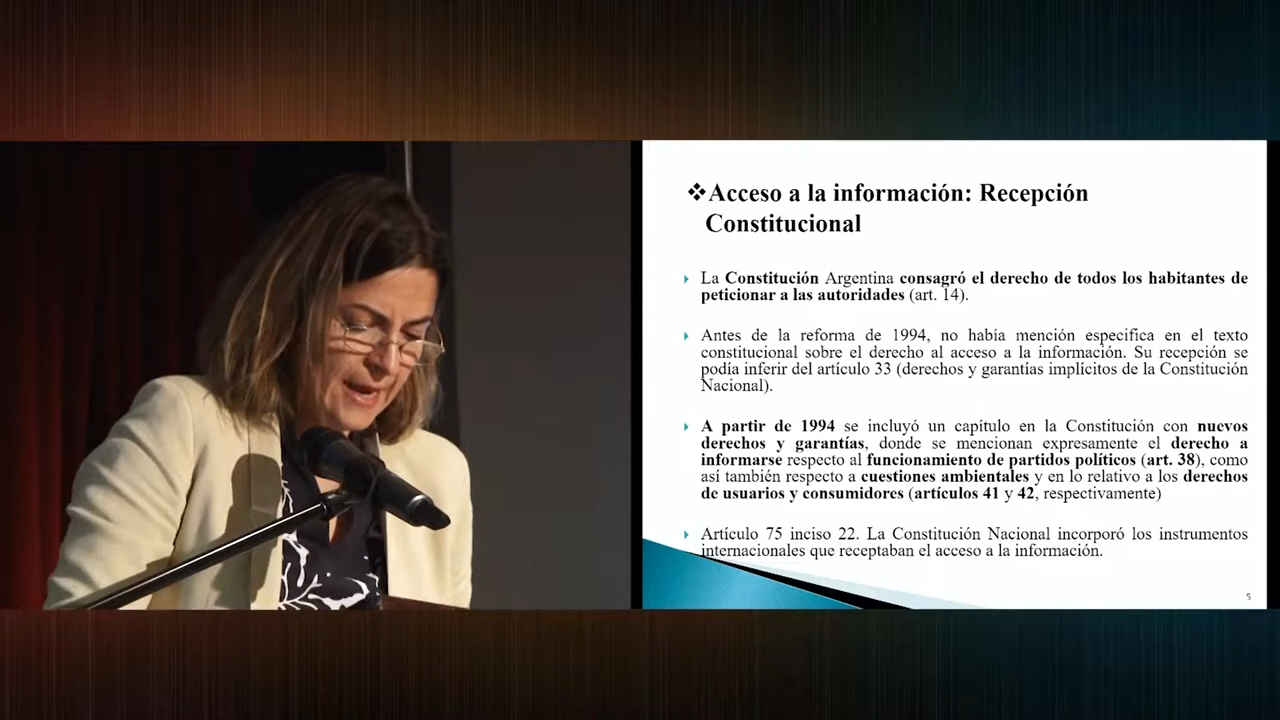 ❖Acceso a la información: Recepción
Constitucional
La Constitución Argentina consagró el derecho de todos los habitantes de
peticionar a las autoridades (art. 14).
Antes de la reforma de 1994, no había mención especifica en el texto
constitucional sobre el derecho al acceso a la información. Su recepción se
podía inferir del artículo 33 (derechos y garantías implícitos de la Constitución
Nacional).
A partir de 1994 se incluyó un capítulo en la Constitución con nuevos
derechos y garantías, donde se mencionan expresamente el derecho a
informarse respecto al funcionamiento de partidos políticos (art. 38), como
así también respecto a cuestiones ambientales y en lo relativo a los derechos
de usuarios y consumidores (artículos 41 y 42, respectivamente)
Artículo 75 inciso 22. La Constitución Nacional incorporó los instrumentos
internacionales que receptaban el acceso a la información.
5